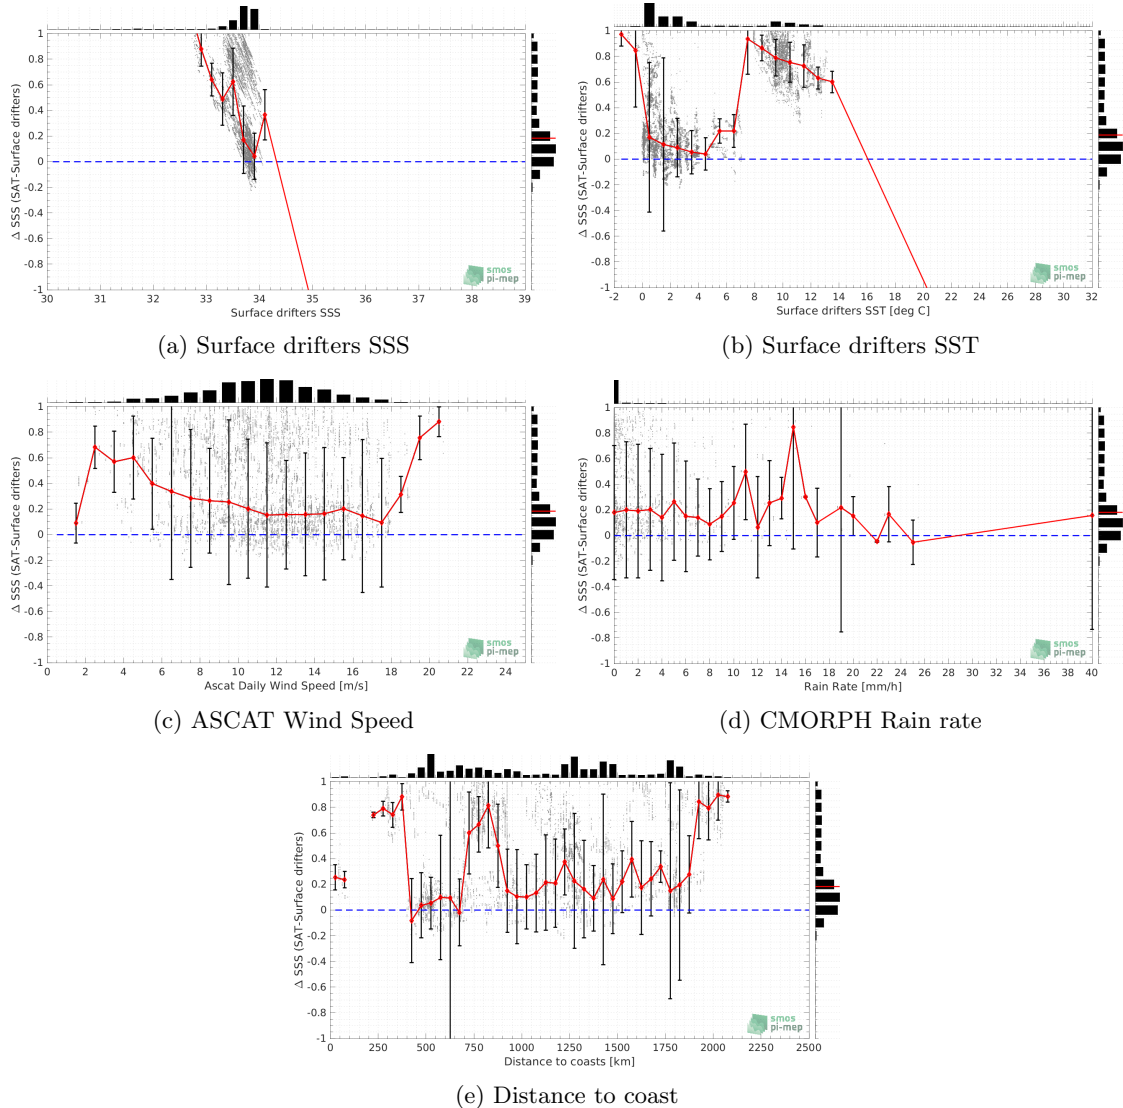 Δ SSS (SAT-Surface drifters)
1
0.8
0.6
0.4
0.2
0
-0.2
-0.4
-0.6
-0.8
-1
30 31 32 33 34 35 36 37 38 39
Surface drifters SSS
smos
pi-mep
(a) Surface drifters SSS
Δ SSS (SAT-Surface drifters)
1
0.8
0.6
0.4
0.2
0
-0.2
-0.4
-0.6
-0.8
-1
-2 0 2 4 6 8 10 12 14 16 18 20 22 24 26 28 30 32
Surface drifters SST [deg C]
smos
pi-mep
(b) Surface drifters SST
Δ SSS (SAT-Surface drifters)
1
0.8
0.6
0.4
0.2
0
-0.2
-0.4
-0.6
-0.8
-1
0 2 4 6 8 10 12 14 16 18 20 22 24
Ascat Daily Wind Speed [m/s]
smos
pi-mep
(c) ASCAT Wind Speed
Δ SSS (SAT-Surface drifters)
1
0.8
0.6
0.4
0.2
0
-0.2
-0.4
-0.6
-0.8
-1
0 2 4 6 8 10 12 14 16 18 20 22 24 26 28 30 32 34 36 38 40
Rain Rate [mm/h]
smos
pi-mep
(d) CMORPH Rain rate
Δ SSS (SAT-Surface drifters)
1
0.8
0.6
0.4
0.2
0
-0.2
-0.4
-0.6
-0.8
-1
0 250 500 750 1000 1250 1500 1750 2000 2250 2500
Distance to coasts [km]
smos
pi-mep
(e) Distance to coast